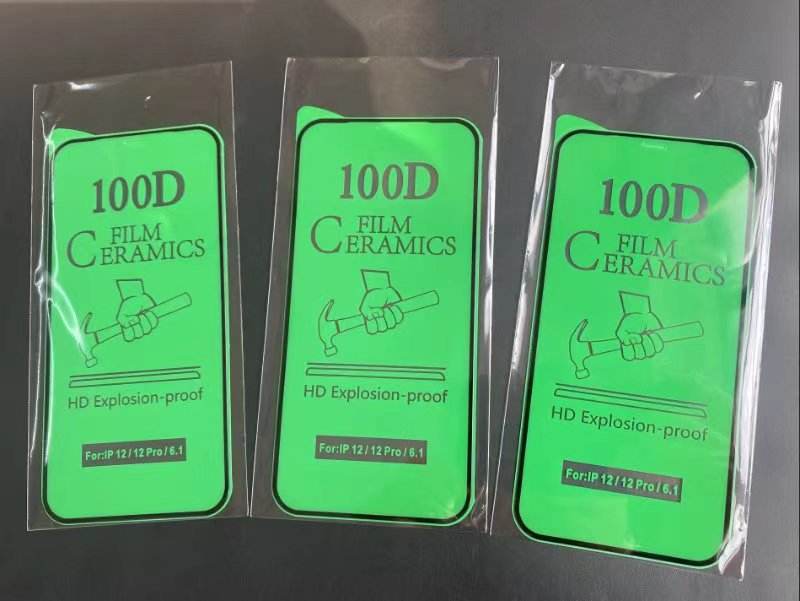 100D
FILM
CERAMICS
HD Explosion-proof
For:IP 12 / 12 Pro / 6.1
100D
FILM
CERAMICS
HD Explosion-proof
For:IP 12 / 12 Pro / 6.1
100D
FILM
CERAMICS
HD Explosion-proof
For:IP 12 / 12 Pro / 6.1